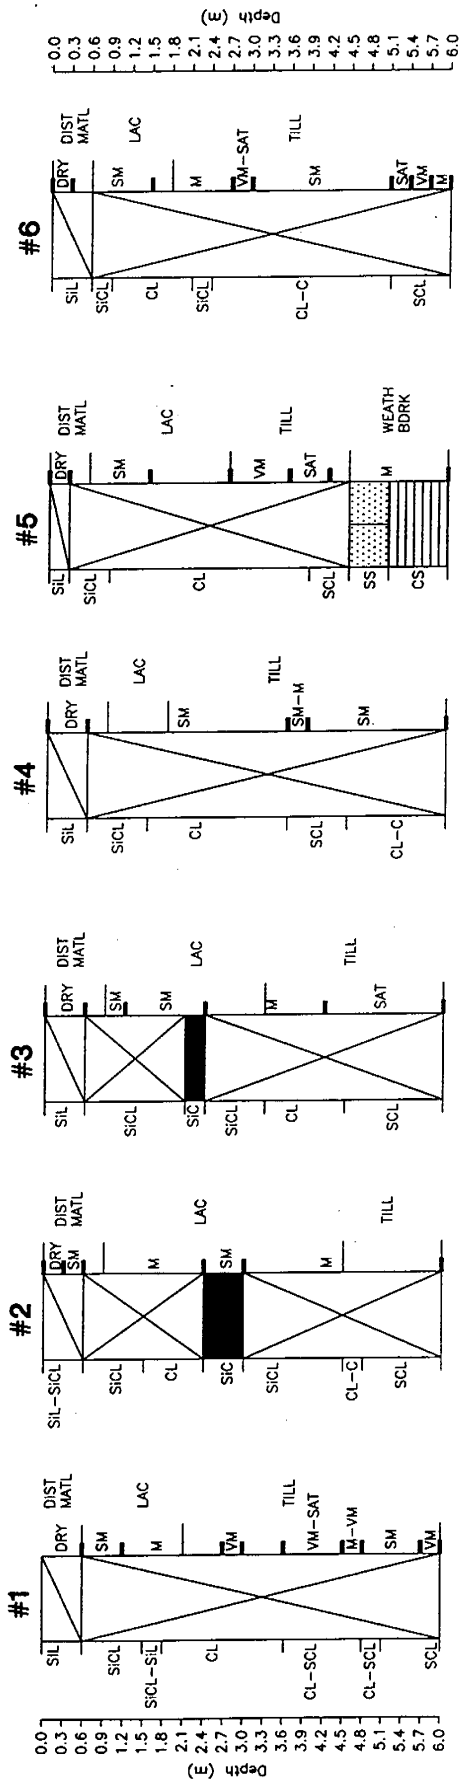 #1
#2
#3
#4
#5
#6
Depth (m)
0.0
0.3
0.6
0.9
1.2
1.5
1.8
2.1
2.4
2.7
3.0
3.3
3.6
3.9
4.2
4.5
4.8
5.1
5.4
5.7
6.0
SiL
SiCL
SiCL-SiL
CL
CL-SCL
CL-SCL
SCL
DRY
SM
M
VM
VM-SAT
M-VM
SM
VM
DIST
MATL
LAC
TILL
SiL-SiCL
SiCL
CL
SiC
SiCL
CL-C
SCL
DRY
SM
M
SM
M
DIST
MATL
LAC
TILL
SiL
SiCL
SiC
SiCL
CL
SCL
DRY
SM
SM
M
SAT
DIST
MATL
LAC
TILL
SiL
SiCL
CL
SCL
CL-C
DRY
SM
SM-M
SM
DIST
MATL
LAC
TILL
SiL
SiCL
CL
SCL
SS
CS
DRY
SM
VM
SAT
M
DIST
MATL
LAC
TILL
WEATH
BDRK
SiL
SiCL
CL
SiCL
CL-C
SCL
DRY
SM
M
VM-SAT
SM
SAT
VM
M
DIST
MATL
LAC
TILL
Depth (m)
0.0
0.3
0.6
0.9
1.2
1.5
1.8
2.1
2.4
2.7
3.0
3.3
3.6
3.9
4.2
4.5
4.8
5.1
5.4
5.7
6.0